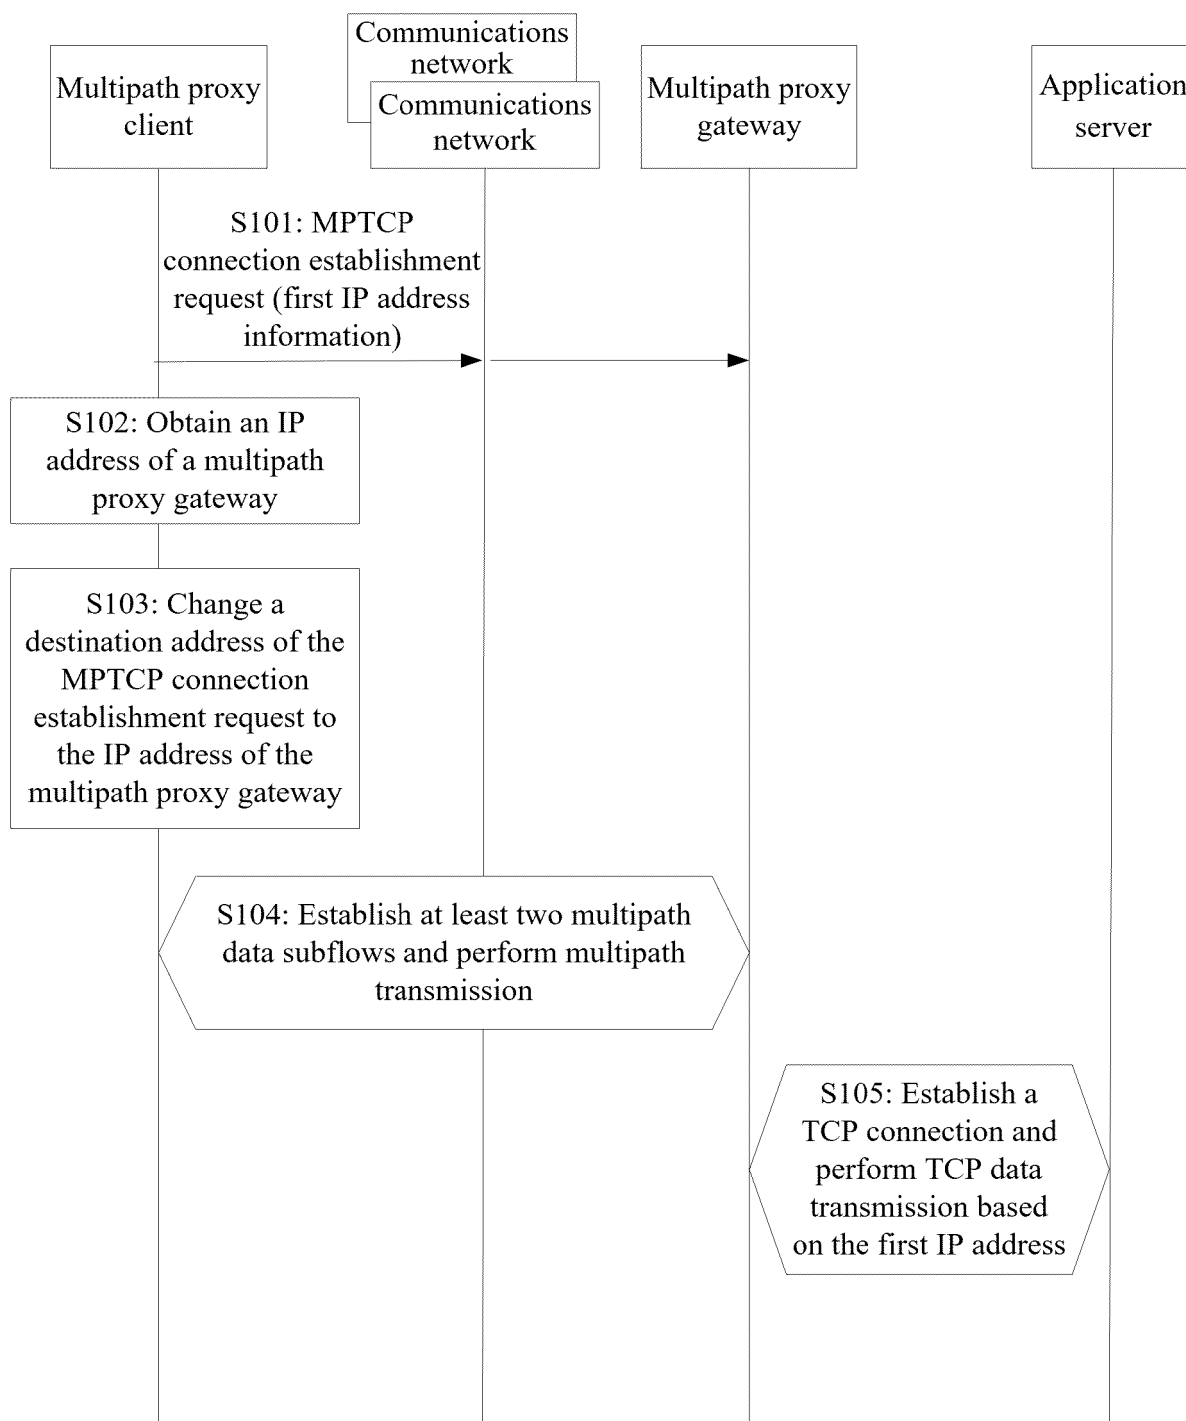 Communications
network
Multipath proxy
client
Communications
network
Multipath proxy
gateway
Application
server
S101: MPTCP
connection establishment
request (first IP address
information)
S102: Obtain an IP
address of a multipath
proxy gateway
S103: Change a
destination address of the
MPTCP connection
establishment request to
the IP address of the
multipath proxy gateway
S104: Establish at least two multipath
data subflows and perform multipath
transmission
S105: Establish a
TCP connection and
perform TCP data
transmission based
on the first IP address